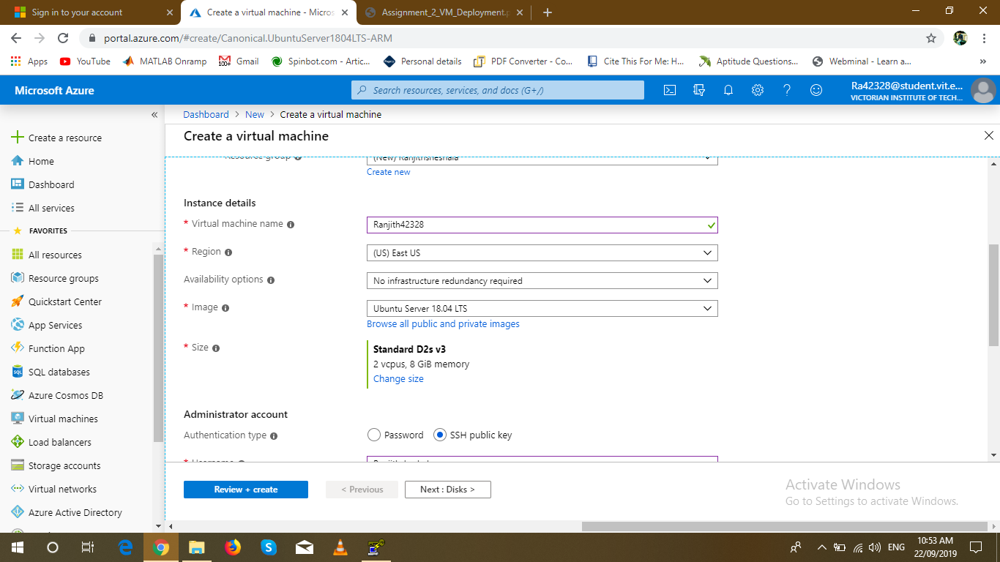 Sign in to your account
Create a virtual machine - Micros
Assignment_2_VM_Deployment.p
portal.azure.com/#create/Canonical.UbuntuServer1804LTS-ARM
Apps
YouTube
MATLAB Onramp
100+
Gmail
Spinbot.com - Artic...
Personal details
PDF Converter - Co...
Cite This For Me: H...
Aptitude Questions...
Webminal - Learn a...
»
Microsoft Azure
Search resources, services, and docs (G+/)
Ra42328@student.vit.e...
VICTORIAN INSTITUTE OF TECH...
«
Dashboard > New > Create a virtual machine
Create a virtual machine
Create a resource
Home
Dashboard
All services
FAVORITES
All resources
Resource groups
Quickstart Center
App Services
Function App
SQL databases
Azure Cosmos DB
Virtual machines
Load balancers
Storage accounts
Virtual networks
Azure Active Directory
Resource group
(New) Ranjithsheshala
Create new
Instance details
* Virtual machine name
Ranjith42328
* Region
(US) East US
Availability options
No infrastructure redundancy required
* Image
Ubuntu Server 18.04 LTS
Browse all public and private images
* Size
Standard D2s v3
2 vcpus, 8 GiB memory
Change size
Administrator account
Authentication type
Password
SSH public key
* Username
Review + create
< Previous
Next : Disks >
Activate Windows
Go to Settings to activate Windows.
ENG
10:53 AM
22/09/2019